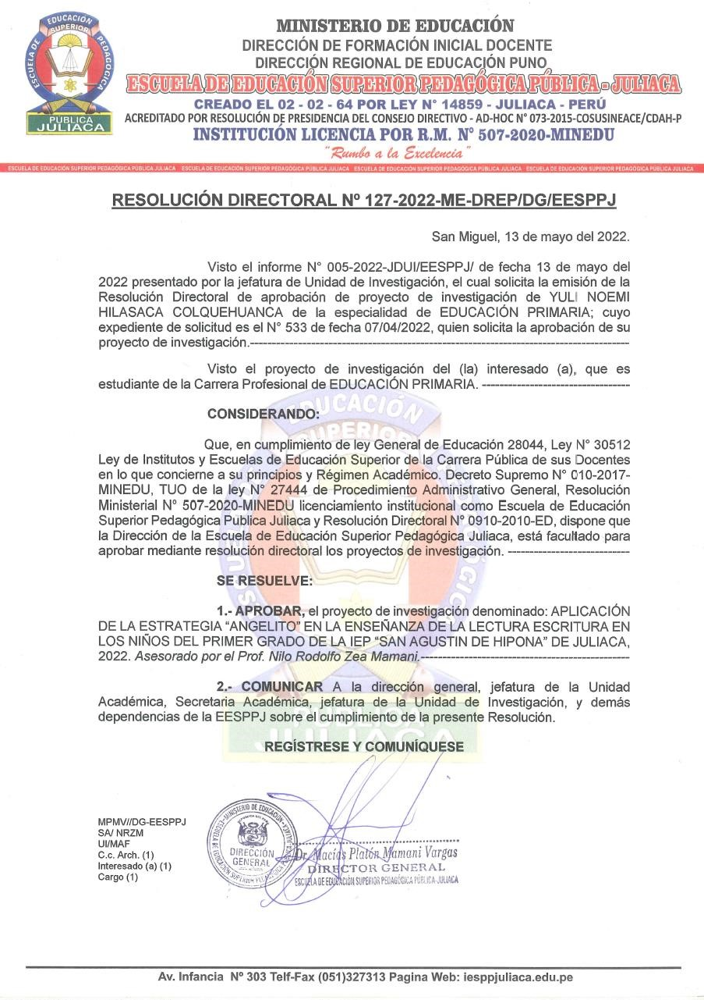 EDUCACIÓN
SUPERIOR
ESCUELA DE
PEDAGÓGICA
PÚBLICA
JULIACA
MINISTERIO DE EDUCACIÓN
DIRECCIÓN DE FORMACIÓN INICIAL DOCENTE
DIRECCIÓN REGIONAL DE EDUCACIÓN PUNO
ESCUELA DE EDUCACIÓN SUPERIOR PEDAGÓGICA PÚBLICA - JULIACA
CREADO EL 02 - 02 - 64 POR LEY N° 14859 - JULIACA - PERÚ
ACREDITADO POR RESOLUCIÓN DE PRESIDENCIA DEL CONSEJO DIRECTIVO - AD-HOC N° 073-2015-COSUSINEACE/CDAH-P
INSTITUCIÓN LICENCIA POR R.M. N° 507-2020-MINEDU
"Rumbo a la Excelencia"
ESCUELA DE EDUCACIÓN SUPERIOR PEDAGÓGICA PÚBLICA JULIACA ESCUELA DE EDUCACIÓN SUPERIOR PEDAGÓGICA PÚBLICA JULIACA ESCUELA DE EDUCACIÓN SUPERIOR PEDAGÓGICA PÚBLICA JULIACA ESCUELA DE EDUCACIÓN SUPERIOR PEDAGÓGICA PÚBLICA JULIACA
RESOLUCIÓN DIRECTORAL Nº 127-2022-ME-DREP/DG/EESPPJ
San Miguel, 13 de mayo del 2022.
Visto el informe N° 005-2022-JDUI/EESPPJ/ de fecha 13 de mayo del
2022 presentado por la jefatura de Unidad de Investigación, el cual solicita la emisión de la
Resolución Directoral de aprobación de proyecto de investigación de YULI NOEMI
HILASACA COLQUEHUANCA de la especialidad de EDUCACIÓN PRIMARIA; cuyo
expediente de solicitud es el N° 533 de fecha 07/04/2022, quien solicita la aprobación de su
proyecto de investigación.------------------------------------------------------------
Visto el proyecto de investigación del (la) interesado (a), que es
estudiante de la Carrera Profesional de EDUCACIÓN PRIMARIA. -----------------------
CONSIDERANDO:
Que, en cumplimiento de ley General de Educación 28044, Ley N° 30512
Ley de Institutos y Escuelas de Educación Superior de la Carrera Pública de sus Docentes
en lo que concierne a su principios y Régimen Académico. Decreto Supremo N° 010-2017-
MINEDU, TUO de la ley N° 27444 de Procedimiento Administrativo General, Resolución
Ministerial N° 507-2020-MINEDU licenciamiento institucional como Escuela de Educación
Superior Pedagógica Pública Juliaca y Resolución Directoral N° 0910-2010-ED, dispone que
la Dirección de la Escuela de Educación Superior Pedagógica Juliaca, está facultado para
aprobar mediante resolución directoral los proyectos de investigación. -------------------
SE RESUELVE:
1.- APROBAR, el proyecto de investigación denominado: APLICACIÓN
DE LA ESTRATEGIA "ANGELITO" EN LA ENSEÑANZA DE LA LECTURA ESCRITURA EN
LOS NIÑOS DEL PRIMER GRADO DE LA IEP "SAN AGUSTIN DE HIPONA" DE JULIACA,
2022. Asesorado por el Prof. Nilo Rodolfo Zea Mamani.--------------------------------
2.- COMUNICAR A la dirección general, jefatura de la Unidad
Académica, Secretaria Académica, jefatura de la Unidad de Investigación, y demás
dependencias de la EESPPJ sobre el cumplimiento de la presente Resolución.
REGÍSTRESE Y COMUNÍQUESE
MPMV//DG-EESPPJ
SA/ NRZM
UI/MAF
C.c. Arch. (1)
Interesado (a) (1)
Cargo (1)
DIRECCIÓN
GENERAL
Dr. Macías Platón Mamani Vargas
DIRECTOR GENERAL
ESCUELA DE EDUCACIÓN SUPERIOR PEDAGÓGICA PÚBLICA-JULIACA
Av. Infancia Nº 303 Telf-Fax (051)327313 Pagina Web: iesppjuliaca.edu.pe